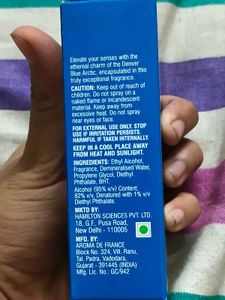 Elevate your senses with the
ethereal charm of the Denver
Blue Arctic, encapsulated in this
truly exceptional fragrance.
CAUTION: Keep out of reach of
children. Do not spray on a
naked flame or incandescent
material. Keep away from
excessive heat. Do not spray
near eyes or face.
FOR EXTERNAL USE ONLY. STOP
USE IF IRRITATION PERSISTS.
HARMFUL IF TAKEN INTERNALLY.
KEEP IN A COOL PLACE AWAY
FROM HEAT AND SUNLIGHT.
INGREDIENTS: Ethyl Alcohol,
Fragrance, Demineralised Water,
Propylene Glycol, Diethyl
Phthalate, BHT.
Alcohol (95% v/v) Content:
82% v/v, Denatured with 1% v/v
Diethyl Phthalate.
MKTD BY:
HAMILTON SCIENCES PVT. LTD.
18, G.F., Pusa Road,
New Delhi - 110005
MFG. BY:
AROMA DE FRANCE
Block No. 324, Vill. Ranu,
Tal. Padra, Vadodara,
Gujarat - 391445 (INDIA)
Mfg. Lic. No.: GC/942